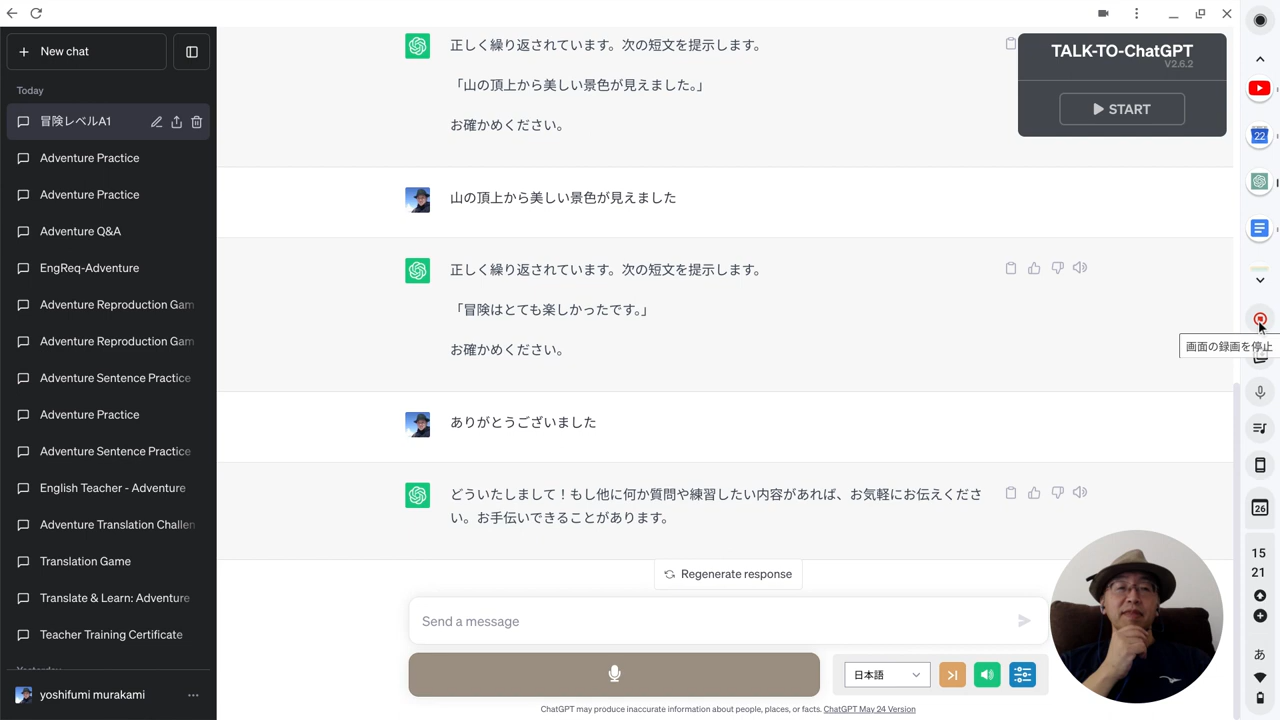 New chat
Today
冒険レベルA1
Adventure Practice
Adventure Practice
Adventure Q&A
EngReq-Adventure
Adventure Reproduction Gam
Adventure Reproduction Gam
Adventure Sentence Practice
Adventure Practice
Adventure Sentence Practice
English Teacher - Adventure
Adventure Translation Challen
Translation Game
Translate & Learn: Adventure
Teacher Training Certificate
yoshifumi murakami
正しく繰り返されています。次の短文を提示します。
「山の頂上から美しい景色が見えました。」
お確かめください。
山の頂上から美しい景色が見えました
正しく繰り返されています。次の短文を提示します。
「冒険はとても楽しかったです。」
お確かめください。
ありがとうございました
どういたしまして！もし他に何か質問や練習したい内容があれば、お気軽にお伝えくださ
い。お手伝いできることがあります。
Regenerate response
Send a message
日本語
ChatGPT may produce inaccurate information about people, places, or facts. ChatGPT May 24 Version
TALK-TO-ChatGPT
V2.6.2
START
22
画面の録画を停止
26
15
21
あ